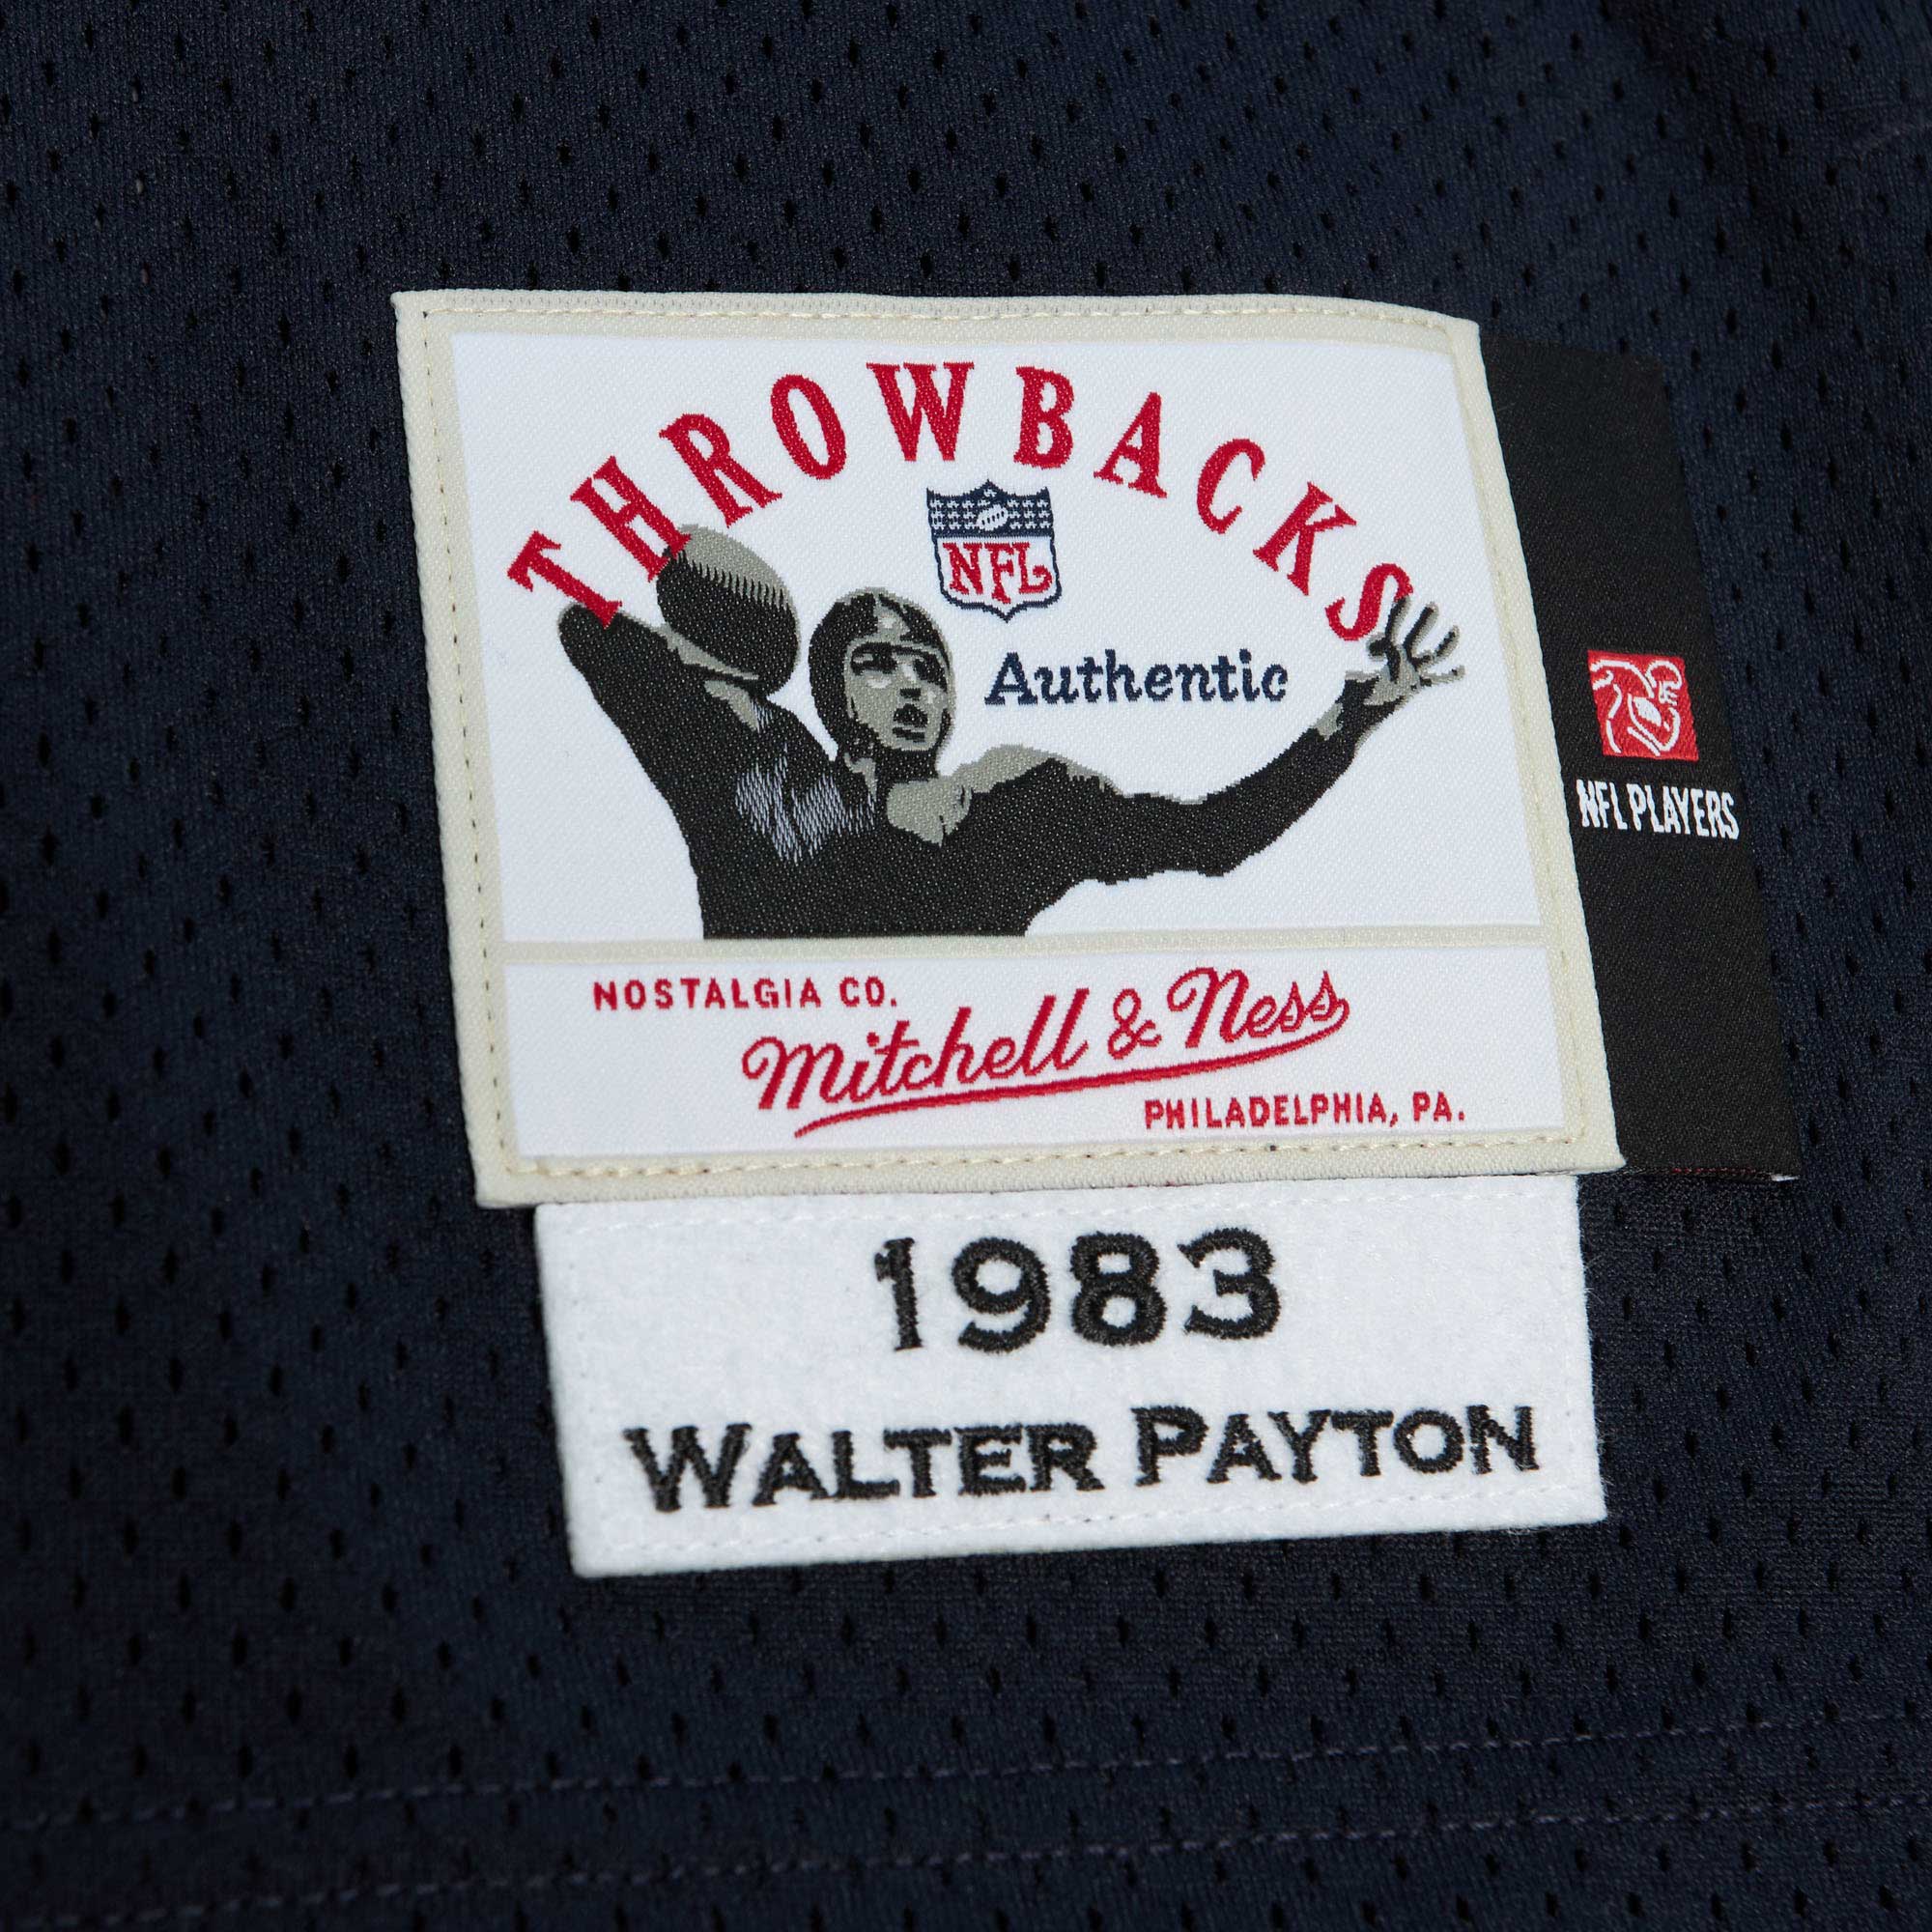 THROWBACKS
NFL
Authentic
NFL PLAYERS
NOSTALGIA CO.
Mitchell & Ness
PHILADELPHIA, PA.
1983
WALTER PAYTON